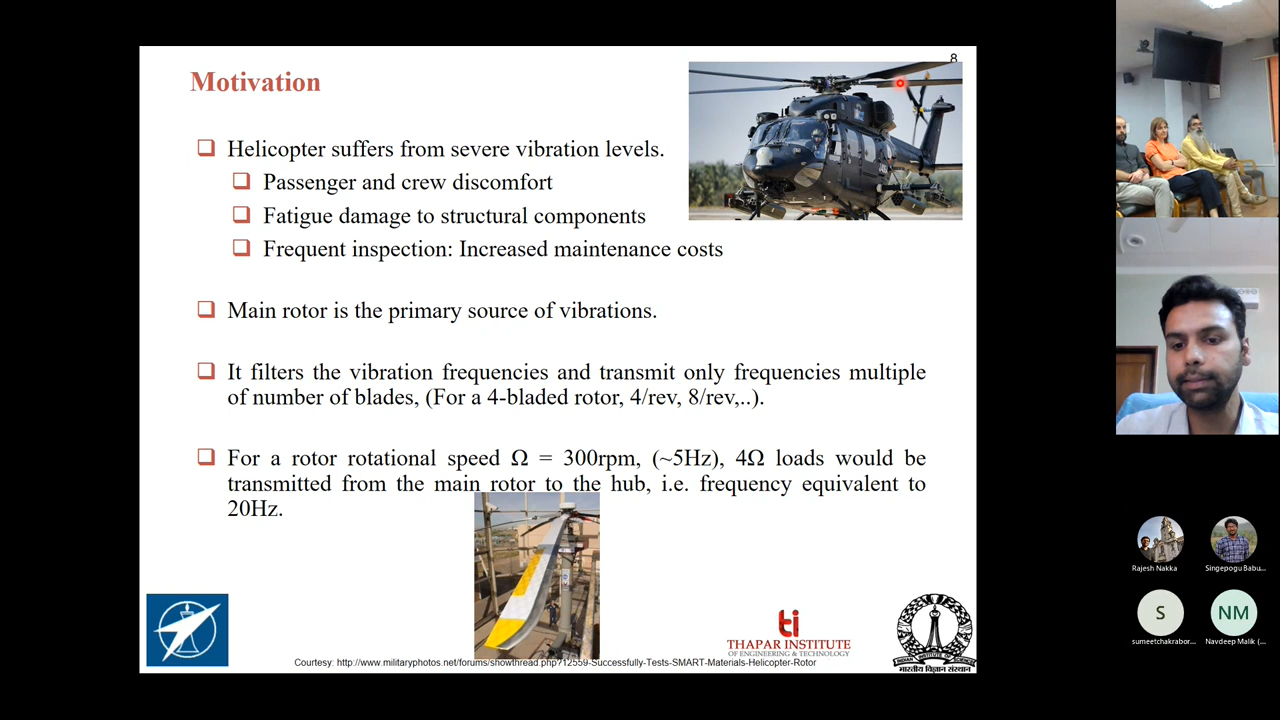 8
Motivation
Helicopter suffers from severe vibration levels.
Passenger and crew discomfort
Fatigue damage to structural components
Frequent inspection: Increased maintenance costs
Main rotor is the primary source of vibrations.
It filters the vibration frequencies and transmit only frequencies multiple
of number of blades, (For a 4-bladed rotor, 4/rev, 8/rev,..).
For a rotor rotational speed Ω = 300rpm, (~5Hz), 4Ω loads would be
transmitted from the main rotor to the hub, i.e. frequency equivalent to
20Hz.
ti
THAPAR INSTITUTE
OF ENGINEERING & TECHNOLOGY
INDIAN INSTITUTE OF SCIENCE
भारतीय विज्ञान संस्थान
Courtesy: http://www.militaryphotos.net/forums/showthread.php?12559-Successfully-Tests-SMART-Materials-Helicopter-Rotor
Rajesh Nakka
Singepogu Babu...
S
NM
sumeetchakrabor...
Navdeep Malik (...